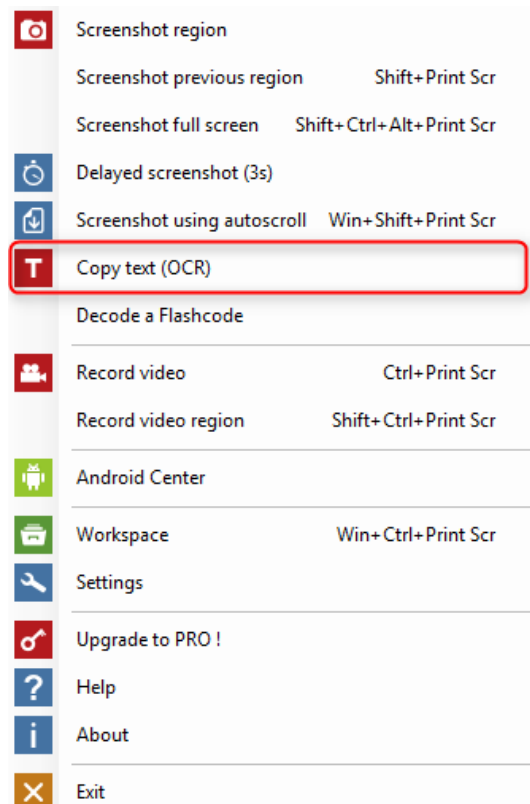 Screenshot region
Screenshot previous region Shift+Print Scr
Screenshot full screen Shift+Ctrl+Alt+Print Scr
Delayed screenshot (3s)
Screenshot using autoscroll Win+Shift+Print Scr
T Copy text (OCR)
Decode a Flashcode
Record video Ctrl+Print Scr
Record video region Shift+Ctrl+Print Scr
Android Center
Workspace Win+Ctrl+Print Scr
Settings
Upgrade to PRO !
? Help
i About
Exit